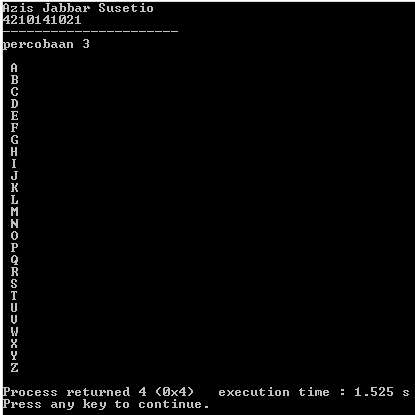 Azis Jabbar Susetio
4210141021
----------------------
percobaan 3
A
B
C
D
E
F
G
H
I
J
K
L
M
N
O
P
Q
R
S
T
U
V
W
X
Y
Z
Process returned 4 (0x4)   execution time : 1.525 s
Press any key to continue.